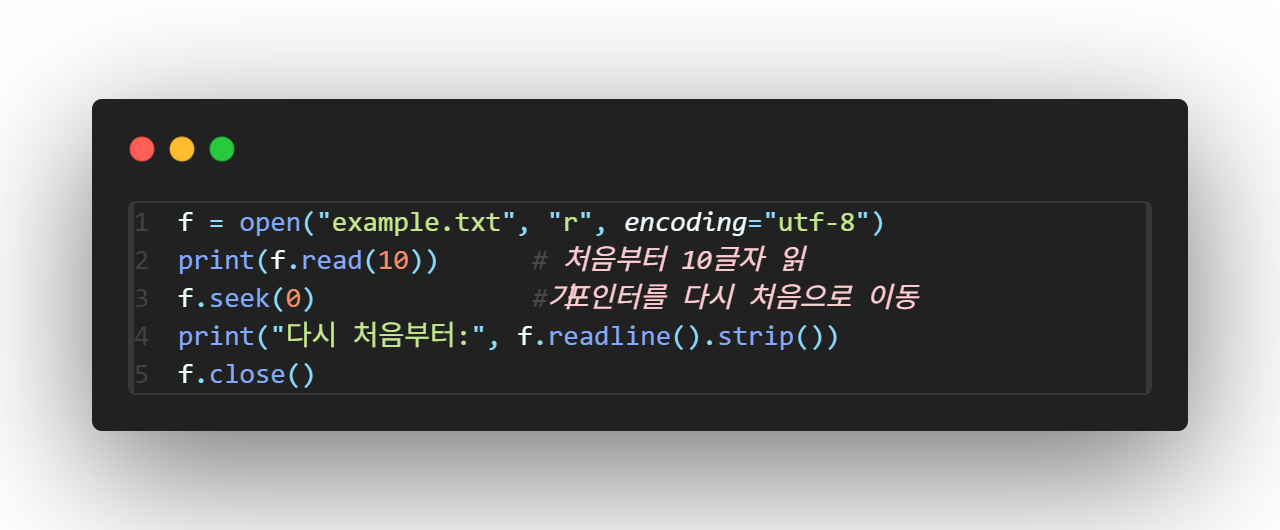 1 f = open("example.txt", "r", encoding="utf-8")
2 print(f.read(10))      # 처음부터 10글자 읽
3 f.seek(0)              #기포인터를 다시 처음으로 이동
4 print("다시 처음부터:", f.readline().strip())
5 f.close()